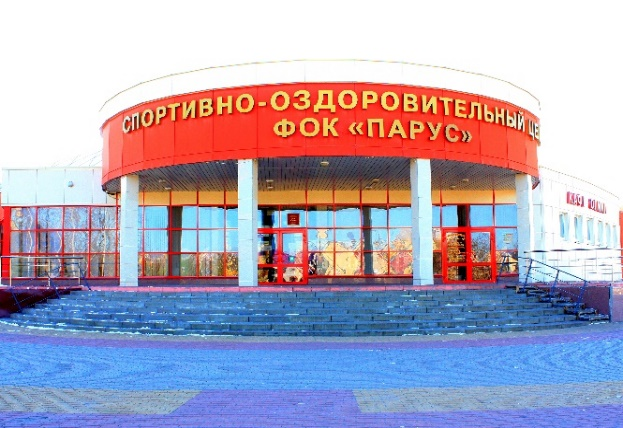 СПОРТИВНО-ОЗДОРОВИТЕЛЬНЫЙ
ФОК «ПАРУС»